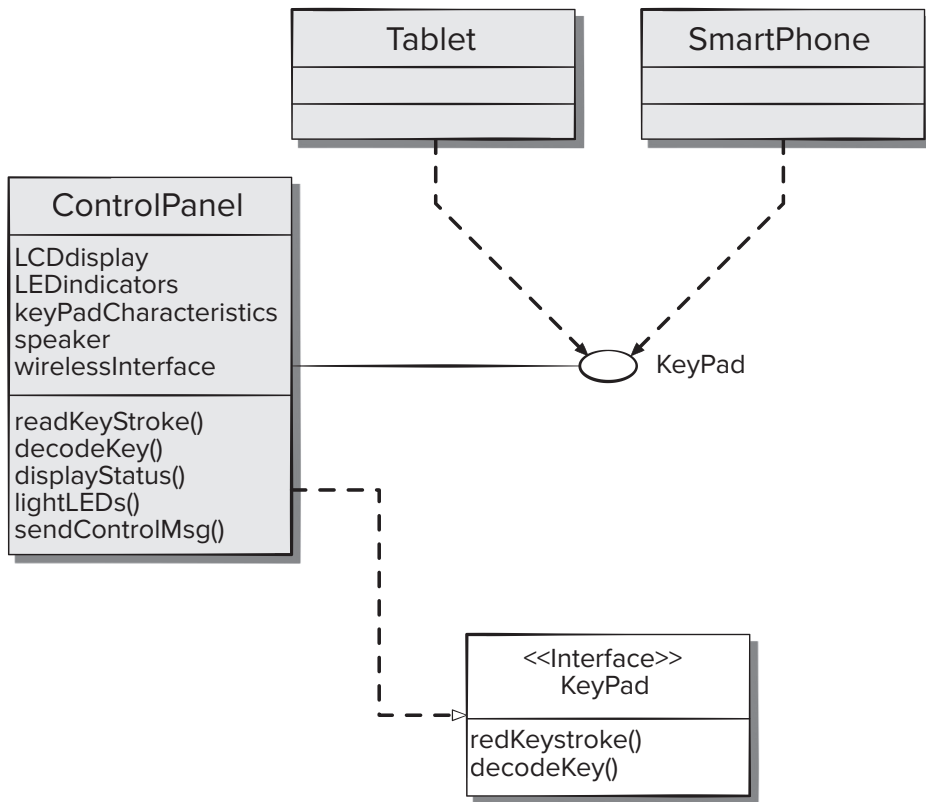 Tablet
SmartPhone
ControlPanel
LCDdisplay
LEDindicators
keyPadCharacteristics
speaker
wirelessInterface
KeyPad
readKeyStroke()
decodeKey()
displayStatus()
lightLEDs()
sendControlMsg()
<<Interface>>
KeyPad
redKeystroke()
decodeKey()